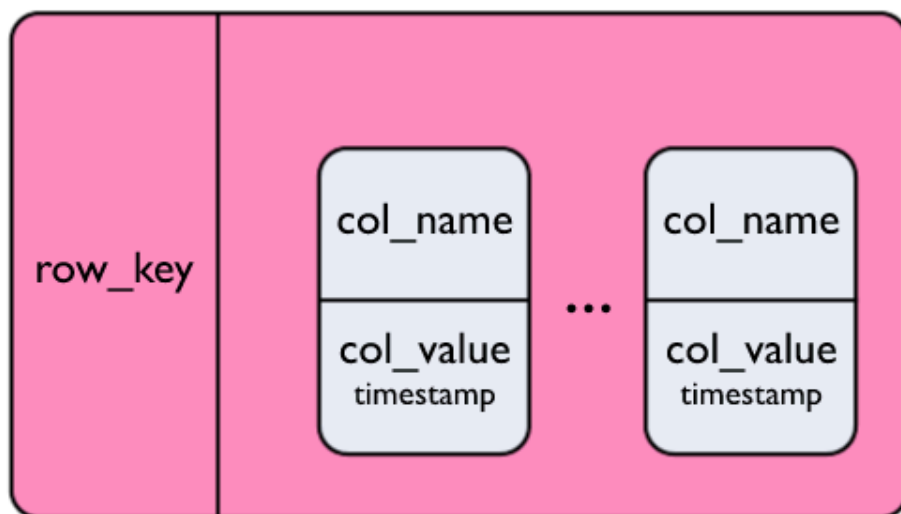 row_key
col_name
col_value
timestamp
...
col_name
col_value
timestamp